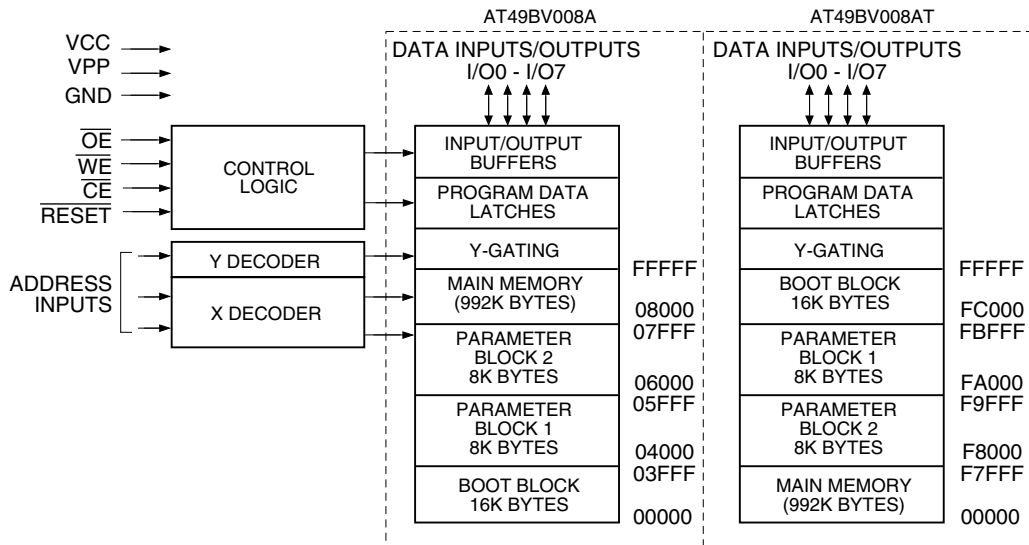 AT49BV008A
AT49BV008AT
VCC
VPP
GND
OE
WE
CE
RESET
ADDRESS
INPUTS
CONTROL
LOGIC
Y DECODER
X DECODER
DATA INPUTS/OUTPUTS
I/O0 - I/O7
INPUT/OUTPUT
BUFFERS
PROGRAM DATA
LATCHES
Y-GATING
MAIN MEMORY
(992K BYTES)
PARAMETER
BLOCK 2
8K BYTES
PARAMETER
BLOCK 1
8K BYTES
BOOT BLOCK
16K BYTES
FFFFF
08000
07FFF
06000
05FFF
04000
03FFF
00000
DATA INPUTS/OUTPUTS
I/O0 - I/O7
INPUT/OUTPUT
BUFFERS
PROGRAM DATA
LATCHES
Y-GATING
BOOT BLOCK
16K BYTES
PARAMETER
BLOCK 1
8K BYTES
PARAMETER
BLOCK 2
8K BYTES
MAIN MEMORY
(992K BYTES)
FFFFF
FC000
FBFFF
FA000
F9FFF
F8000
F7FFF
00000